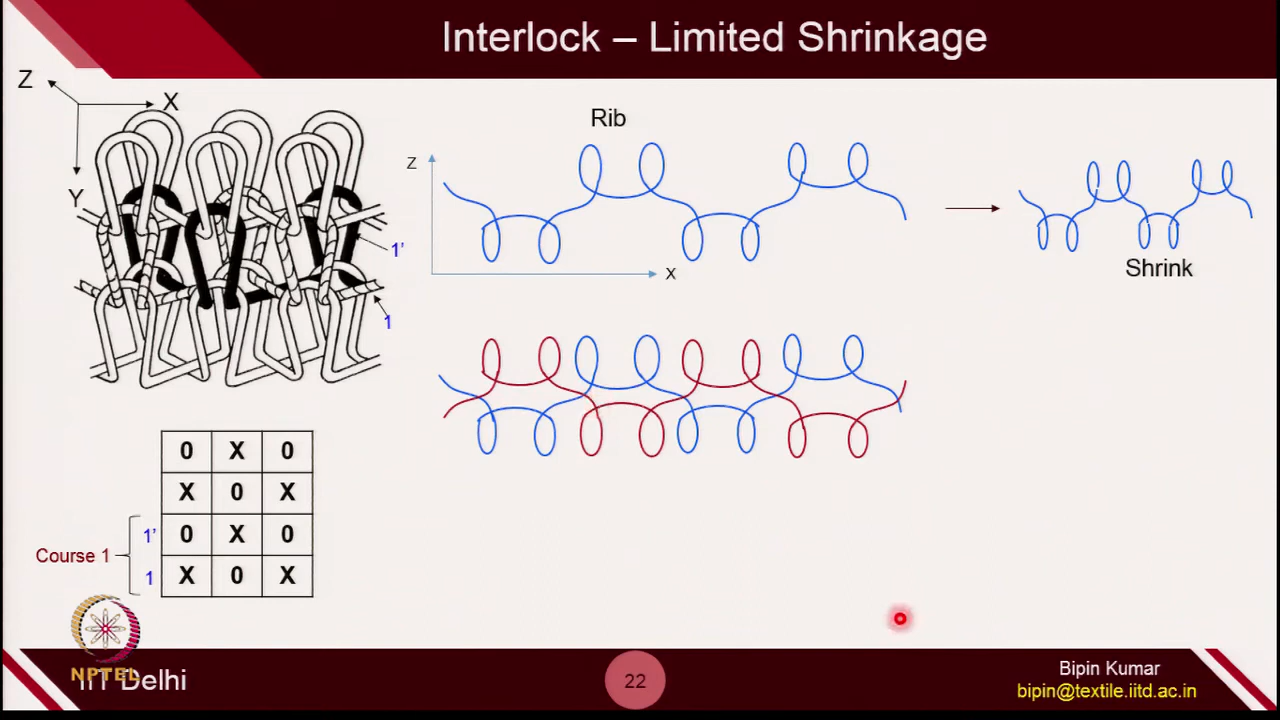 Interlock – Limited Shrinkage
Z
X
Y
1'
1
Rib
Z
X
Shrink
0 X 0
X 0 X
1' 0 X 0
Course 1
1 X 0 X
NPTEL
IIT Delhi
22
Bipin Kumar
bipin@textile.iitd.ac.in